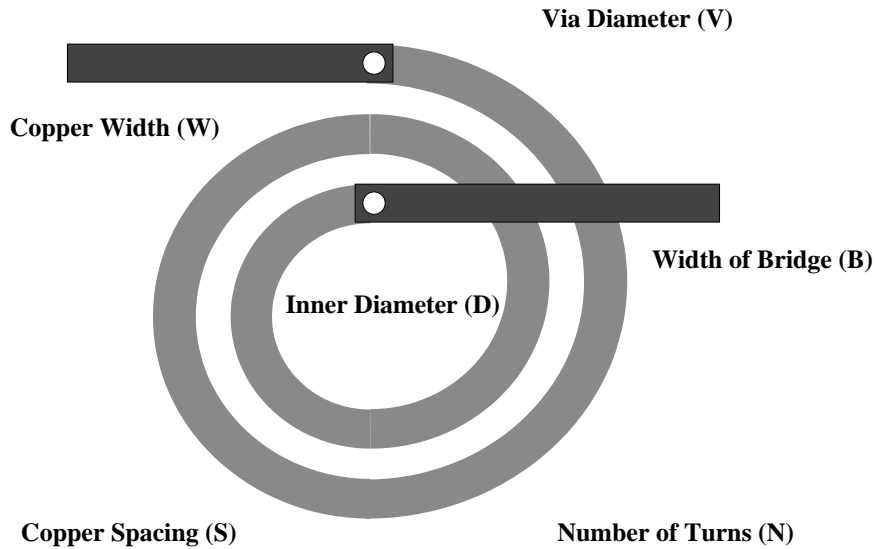 Via Diameter (V)
Copper Width (W)
Width of Bridge (B)
Inner Diameter (D)
Copper Spacing (S)
Number of Turns (N)